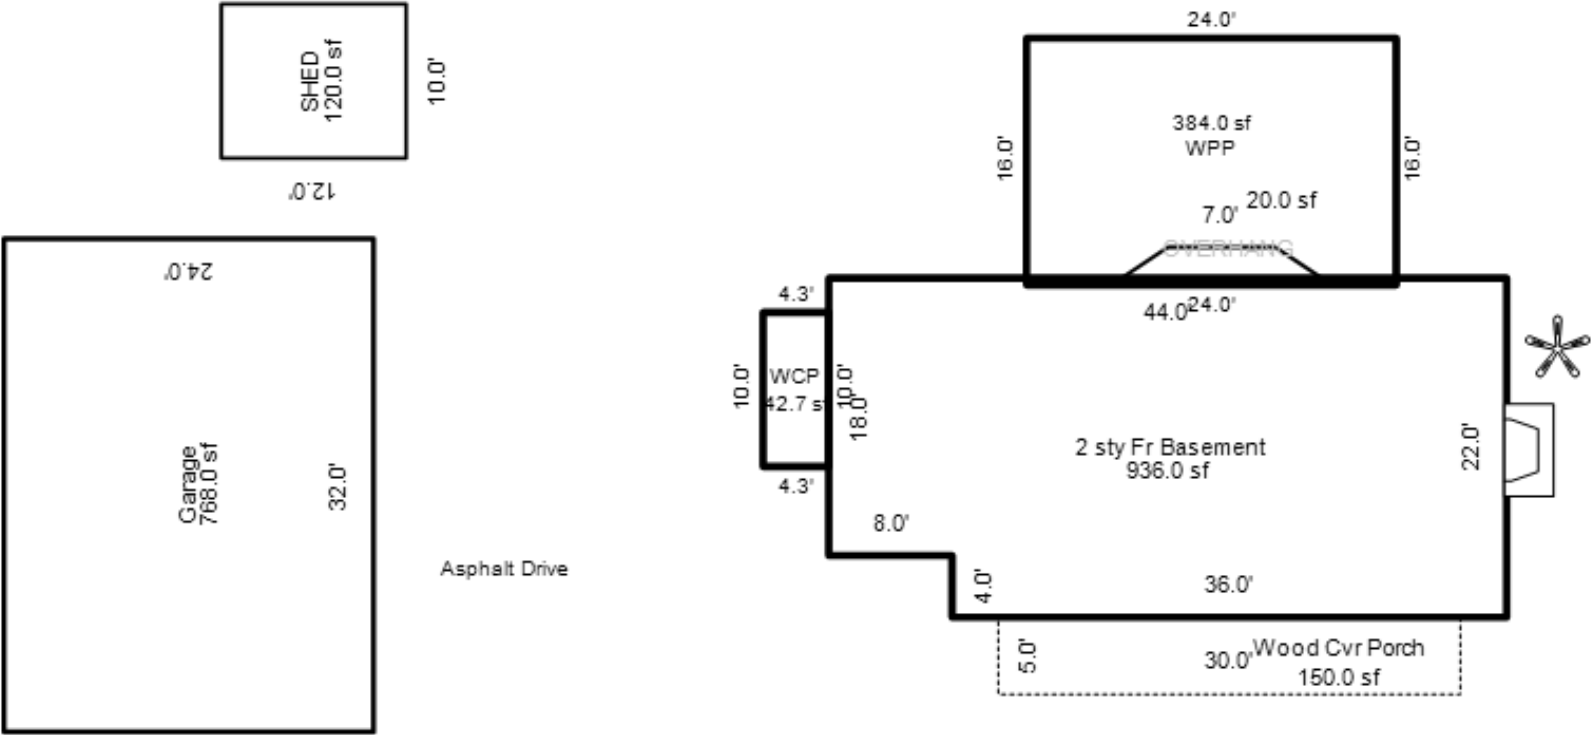 SHED
120.0 sf
10.0'
12.0'
24.0'
Garage
768.0 sf
32.0'
Asphalt Drive
24.0'
16.0'
384.0 sf
WPP
16.0'
20.0 sf
7.0'
OVERHANG
44.0'
24.0'
4.3'
10.0'
WCP
42.7 sf
10.0'
18.0'
4.3'
2 sty Fr Basement
936.0 sf
22.0'
8.0'
4.0'
36.0'
5.0'
30.0'
Wood Cvr Porch
150.0 sf